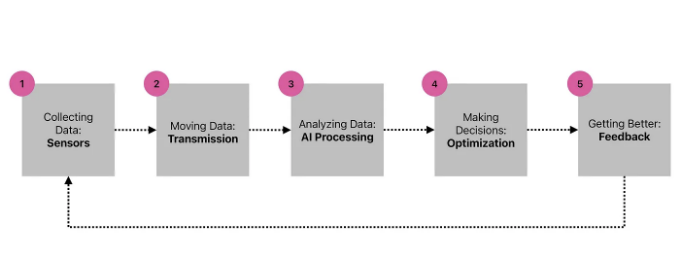 1
Collecting
Data:
Sensors
2
Moving Data:
Transmission
3
Analyzing Data:
AI Processing
4
Making
Decisions:
Optimization
5
Getting Better:
Feedback